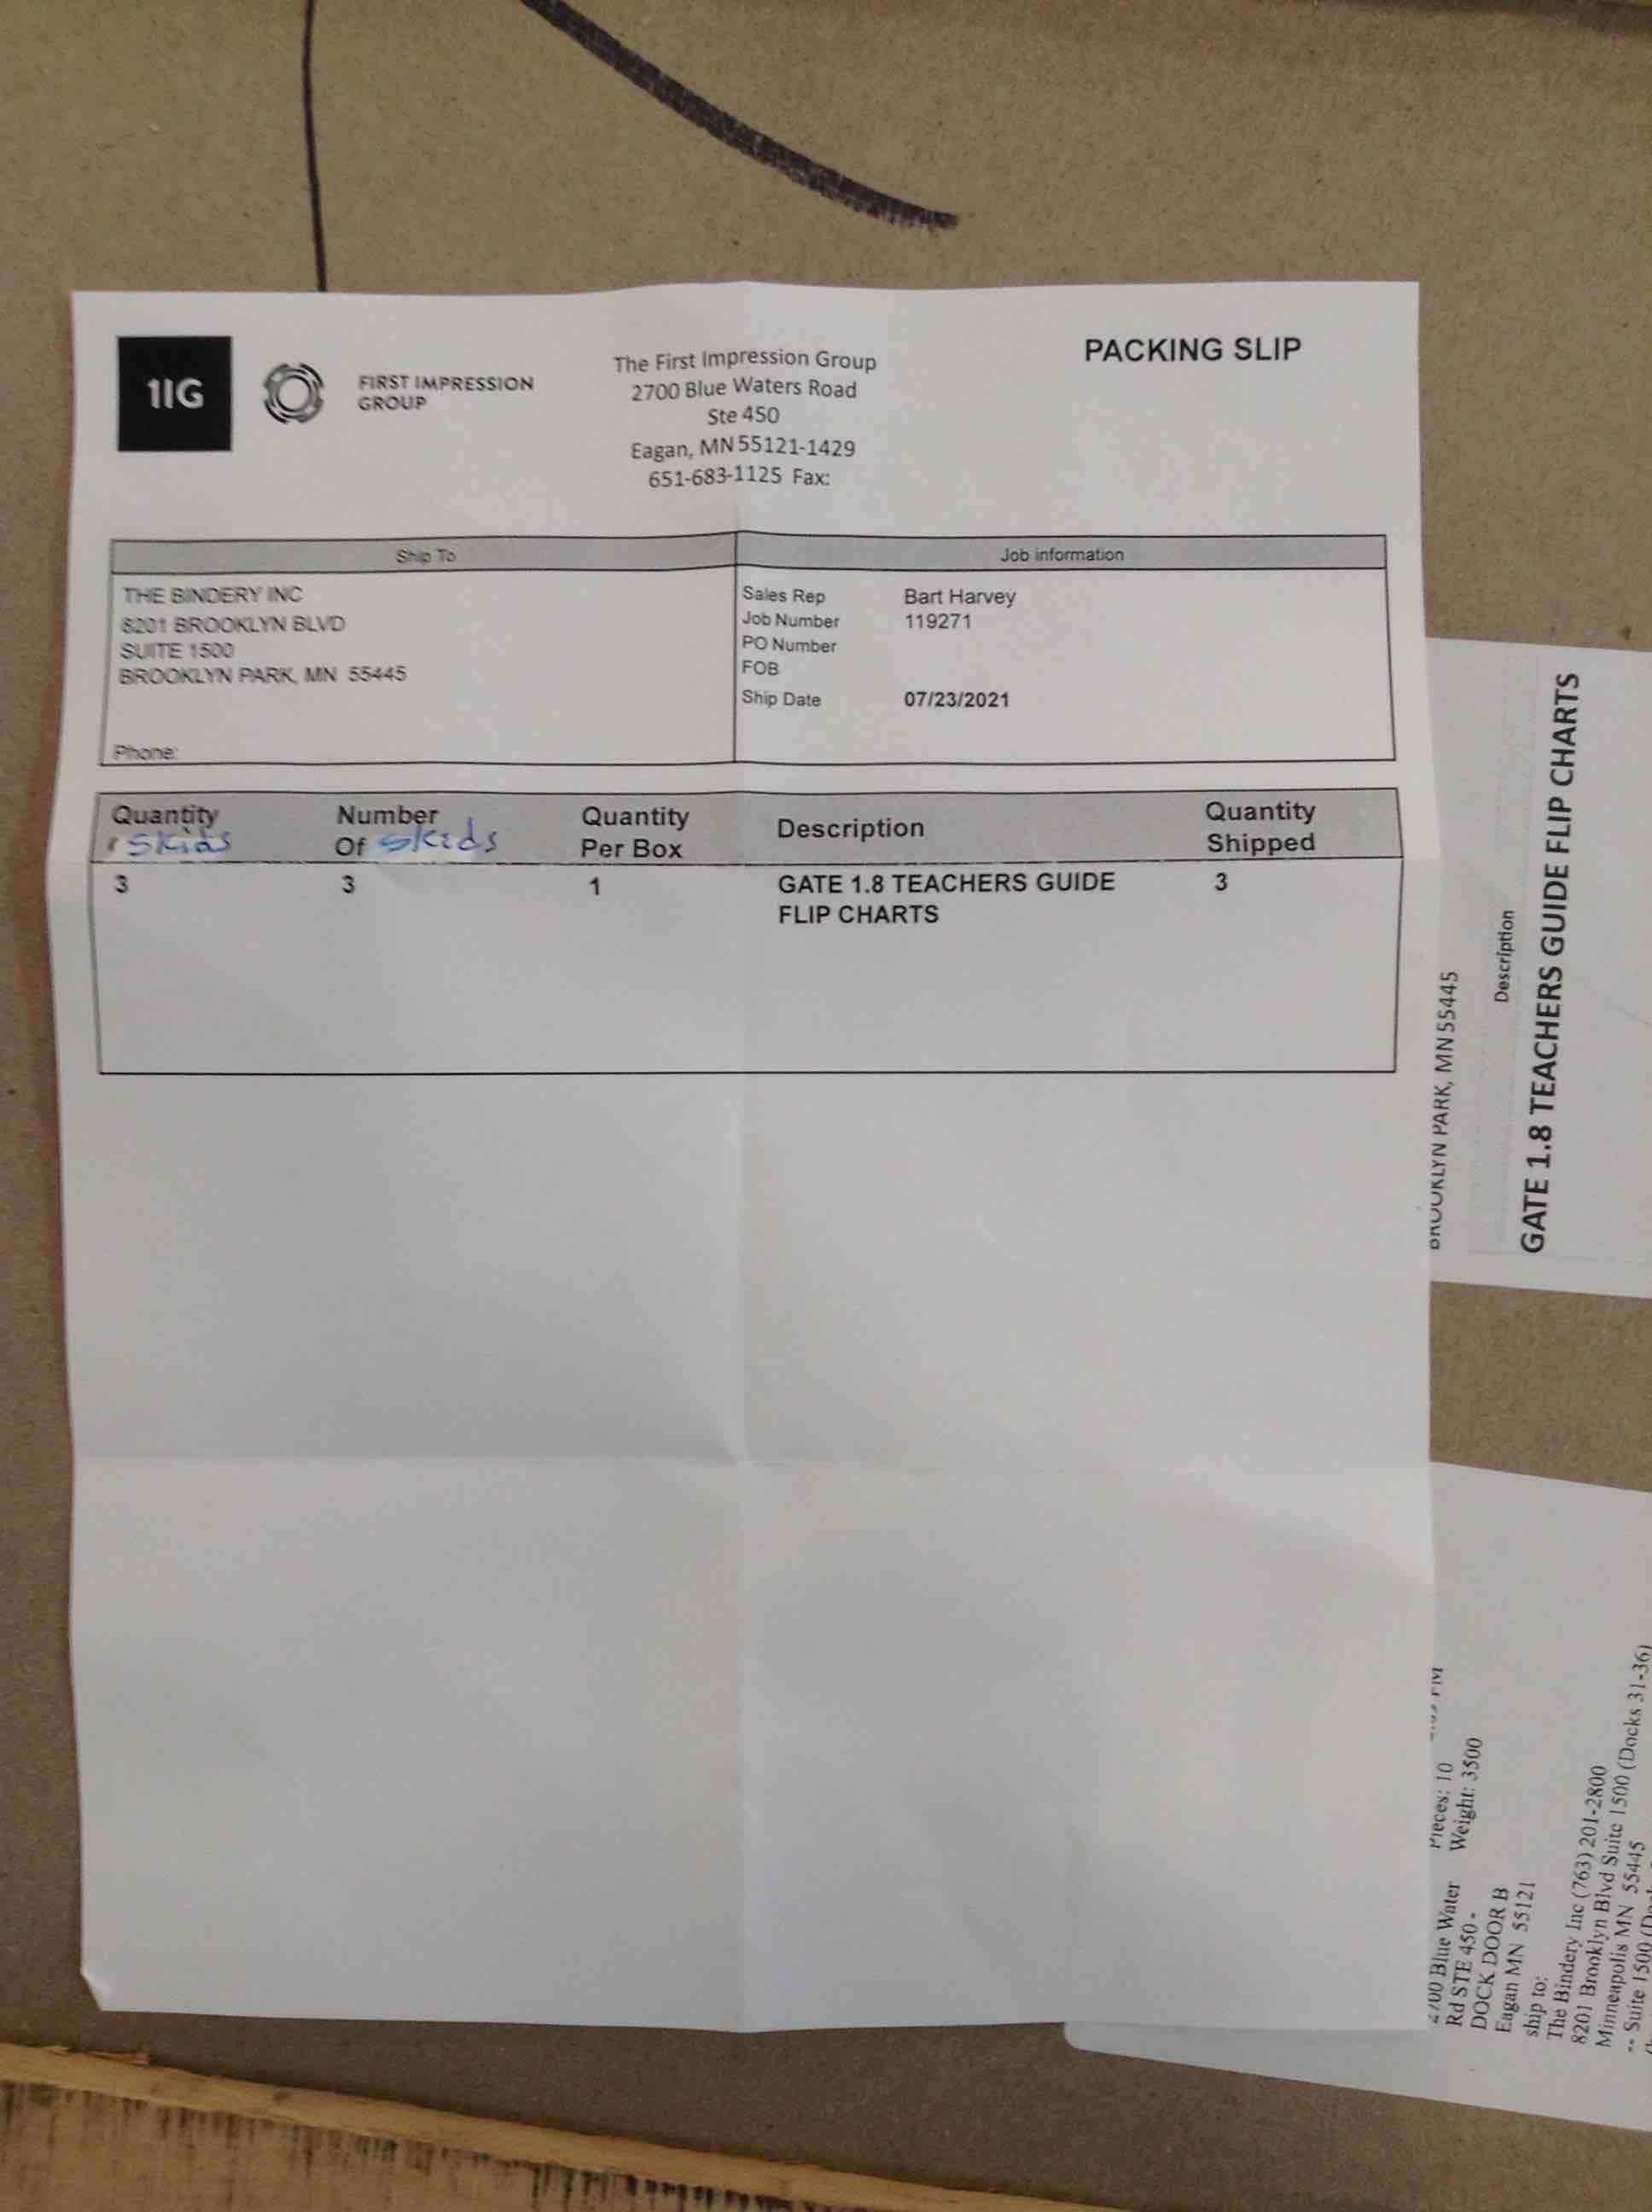 1IG
FIRST IMPRESSION
GROUP
The First Impression Group
2700 Blue Waters Road
Ste 450
Eagan, MN 55121-1429
651-683-1125 Fax:
PACKING SLIP
Ship To
THE BINDERY INC
8201 BROOKLYN BLVD
SUITE 1500
BROOKLYN PARK, MN 55445
Phone:
Job information
Sales Rep Bart Harvey
Job Number 119271
PO Number
FOB
Ship Date 07/23/2021
Quantity Number Quantity Description Quantity
skids Of skids Per Box Shipped
3 3 1 GATE 1.8 TEACHERS GUIDE 3
FLIP CHARTS
BROOKLYN PARK, MN 55445
Description
GATE 1.8 TEACHERS GUIDE FLIP CHARTS
2700 Blue Water Pieces: 10 PM
Rd STE 450 - Weight: 3500
DOCK DOOR B
Eagan MN 55121
ship to:
The Bindery Inc (763) 201-2800
8201 Brooklyn Blvd Suite 1500 (Docks 31-36)
Minneapolis MN 55445
-- Suite 1500